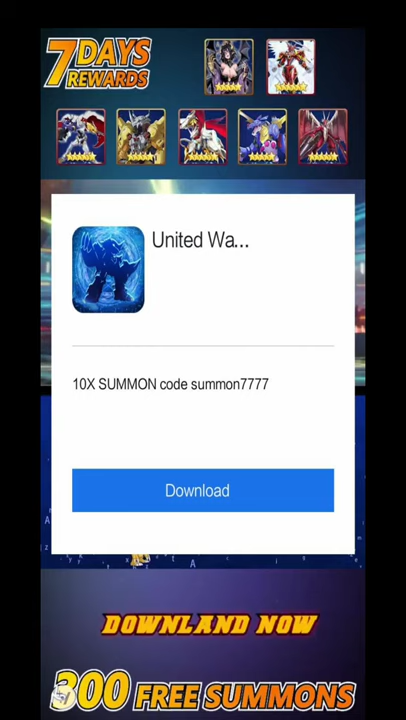 7DAYS
REWARDS
United Wa...
10X SUMMON code summon7777
Download
DOWNLAND NOW
300 FREE SUMMONS